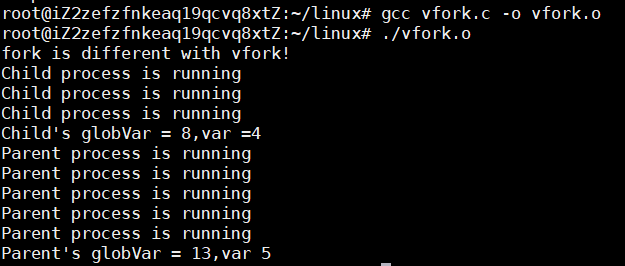 root@iZ2zefzfnkeaq19qcvq8xtZ:~/linux# gcc vfork.c -o vfork.o
root@iZ2zefzfnkeaq19qcvq8xtZ:~/linux# ./vfork.o
fork is different with vfork!
Child process is running
Child process is running
Child process is running
Child's globVar = 8,var =4
Parent process is running
Parent process is running
Parent process is running
Parent process is running
Parent process is running
Parent's globVar = 13,var 5